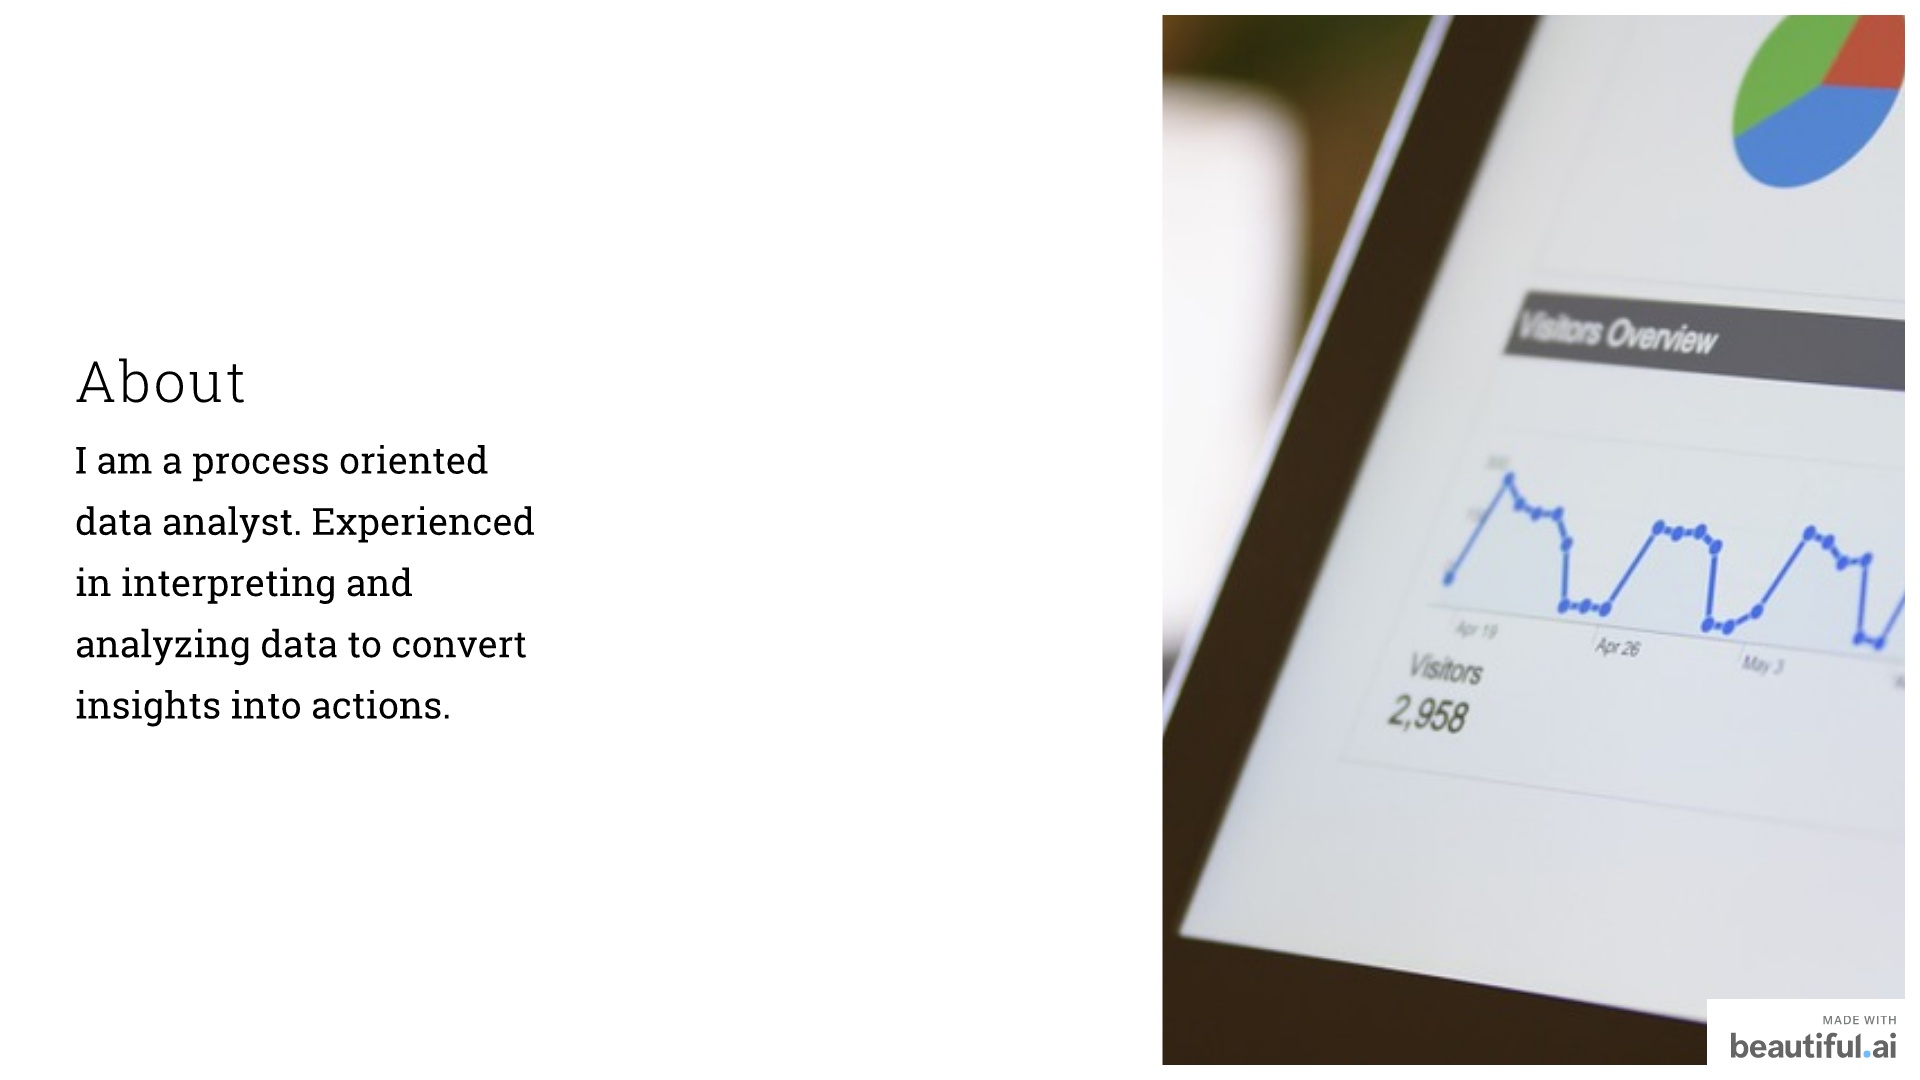 About
I am a process oriented
data analyst. Experienced
in interpreting and
analyzing data to convert
insights into actions.
Visitors Overview
Apr 19
Apr 26
May 3
Visitors
2,958
MADE WITH
beautiful.ai